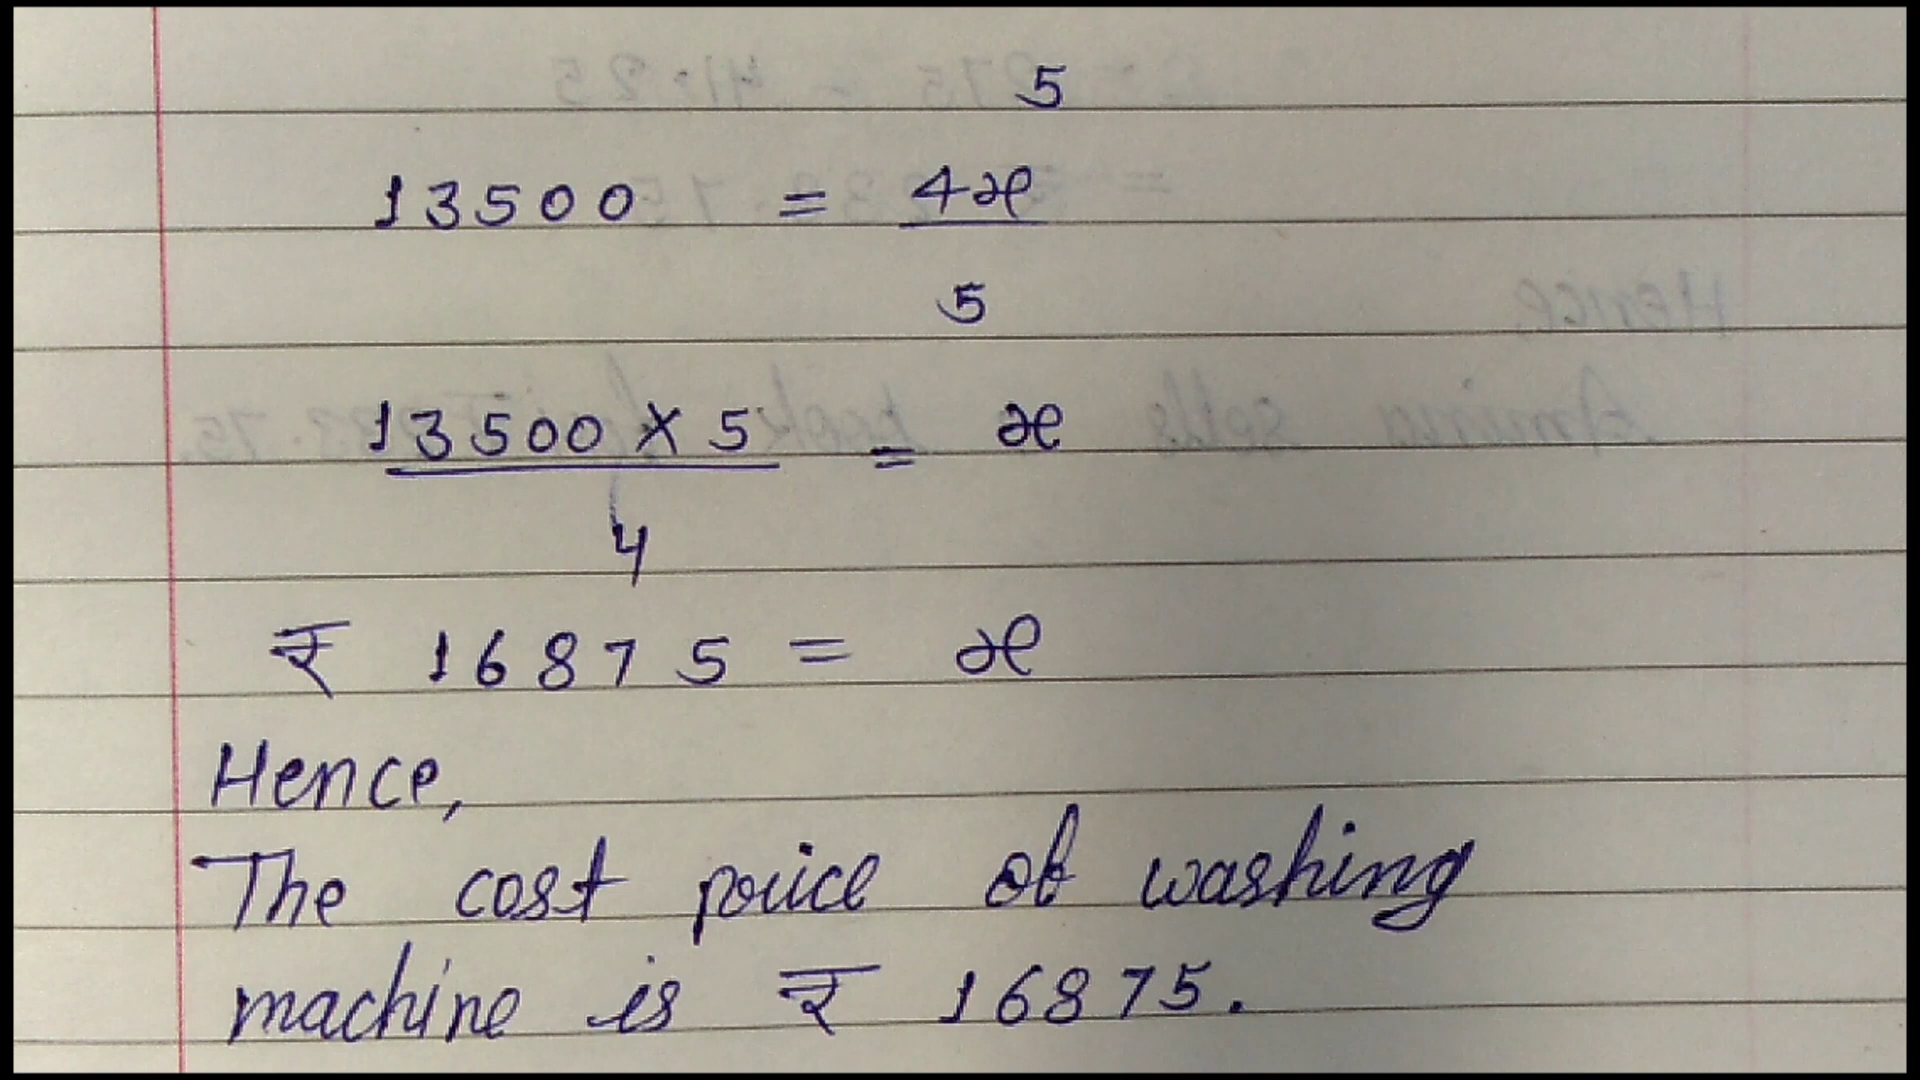 5
13500 = 4x
5
13500 × 5 = x
4
₹ 16875 = x
Hence,
The cost price of washing
machine is ₹ 16875.